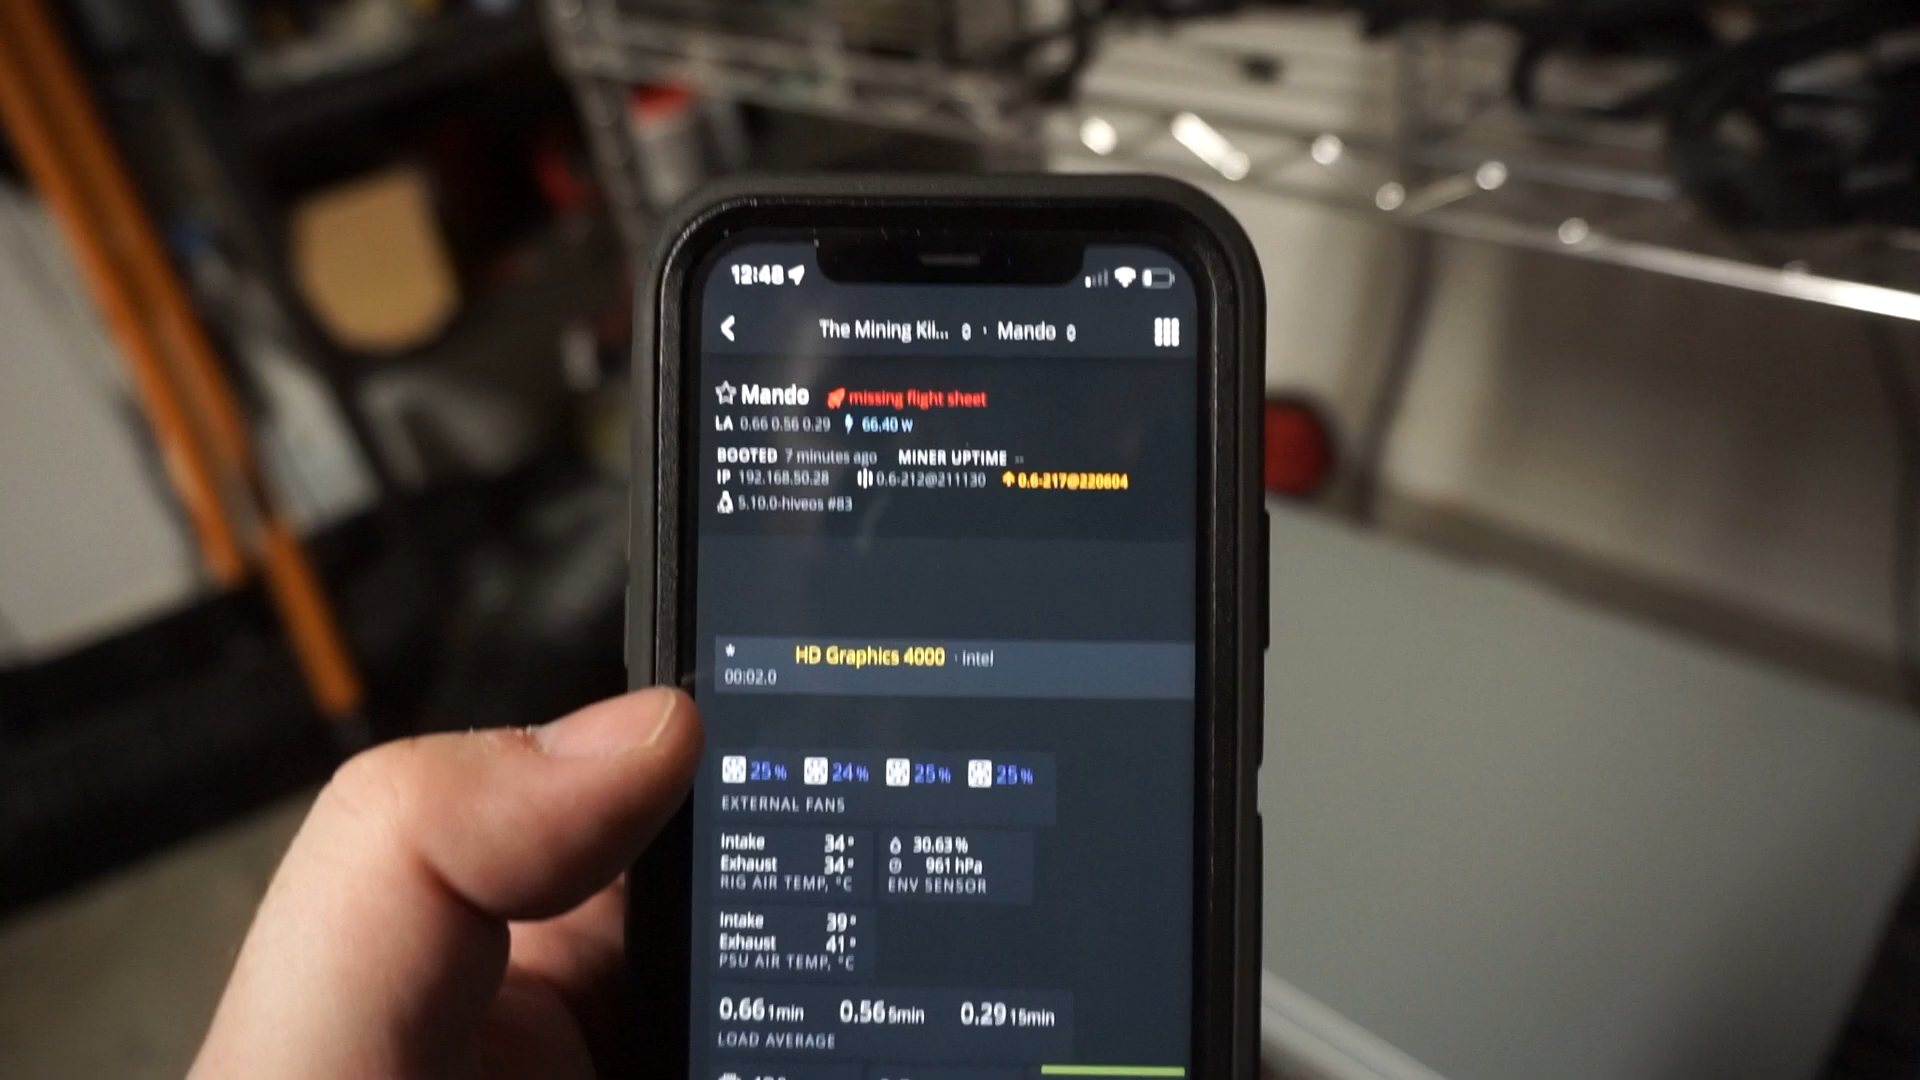 12:48
The Mining Kii... 0 · Mando 0
Mando missing flight sheet
LA 0.66 0.56 0.29 66.40 W
BOOTED 7 minutes ago MINER UPTIME --
IP 192.168.50.28 0.6-212@211130 0.6-217@220604
5.10.0-hiveos #83
* HD Graphics 4000 · Intel
00:02.0
25 % 24 % 25 % 25 %
EXTERNAL FANS
Intake 34° 30.63 %
Exhaust 34° 961 hPa
RIG AIR TEMP, °C ENV SENSOR
Intake 39°
Exhaust 41°
PSU AIR TEMP, °C
0.66 1min 0.56 5min 0.29 15min
LOAD AVERAGE